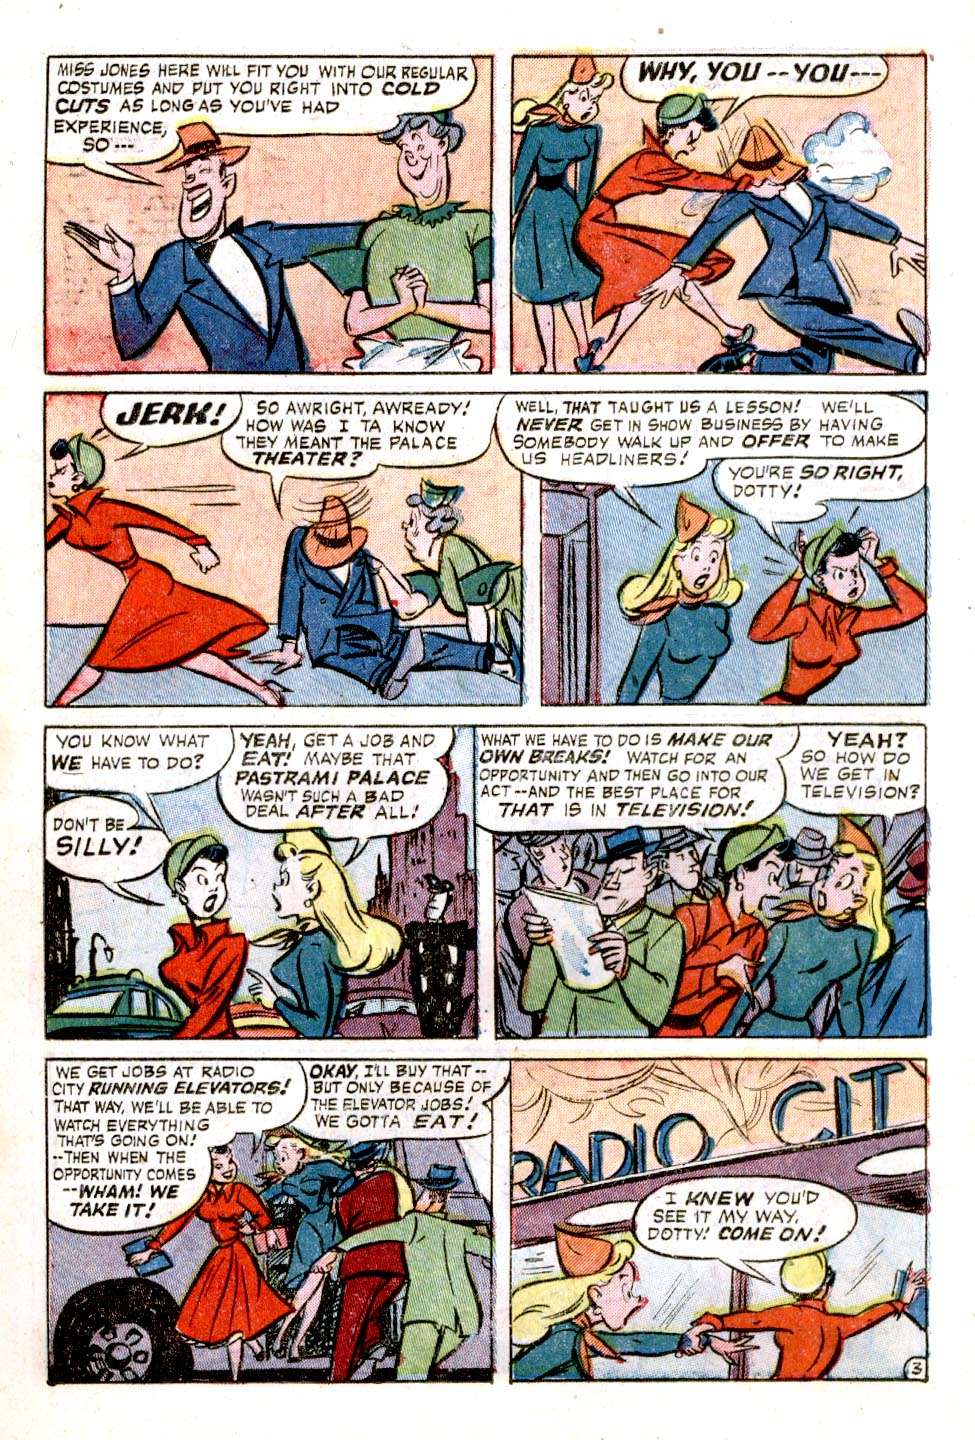 MISS JONES HERE WILL FIT YOU WITH OUR REGULAR
COSTUMES AND PUT YOU RIGHT INTO COLD
CUTS AS LONG AS YOU'VE HAD
EXPERIENCE,
SO---
WHY, YOU--YOU---
JERK!
SO AWRIGHT, AWREADY!
HOW WAS I TA KNOW
THEY MEANT THE PALACE
THEATER?
WELL, THAT TAUGHT US A LESSON! WE'LL
NEVER GET IN SHOW BUSINESS BY HAVING
SOMEBODY WALK UP AND OFFER TO MAKE
US HEADLINERS!
YOU'RE SO RIGHT,
DOTTY!
YOU KNOW WHAT
WE HAVE TO DO?
YEAH, GET A JOB AND
EAT! MAYBE THAT
PASTRAMI PALACE
WASN'T SUCH A BAD
DEAL AFTER ALL!
DON'T BE
SILLY!
WHAT WE HAVE TO DO IS MAKE OUR
OWN BREAKS! WATCH FOR AN
OPPORTUNITY AND THEN GO INTO OUR
ACT--AND THE BEST PLACE FOR
THAT IS IN TELEVISION!
YEAH?
SO HOW DO
WE GET IN
TELEVISION?
WE GET JOBS AT RADIO
CITY RUNNING ELEVATORS!
THAT WAY, WE'LL BE ABLE TO
WATCH EVERYTHING
THAT'S GOING ON!
--THEN WHEN THE
OPPORTUNITY COMES
--WHAM! WE
TAKE IT!
OKAY, I'LL BUY THAT--
BUT ONLY BECAUSE OF
THE ELEVATOR JOBS!
WE GOTTA EAT!
RADIO CIT
I KNEW YOU'D
SEE IT MY WAY,
DOTTY! COME ON!
3